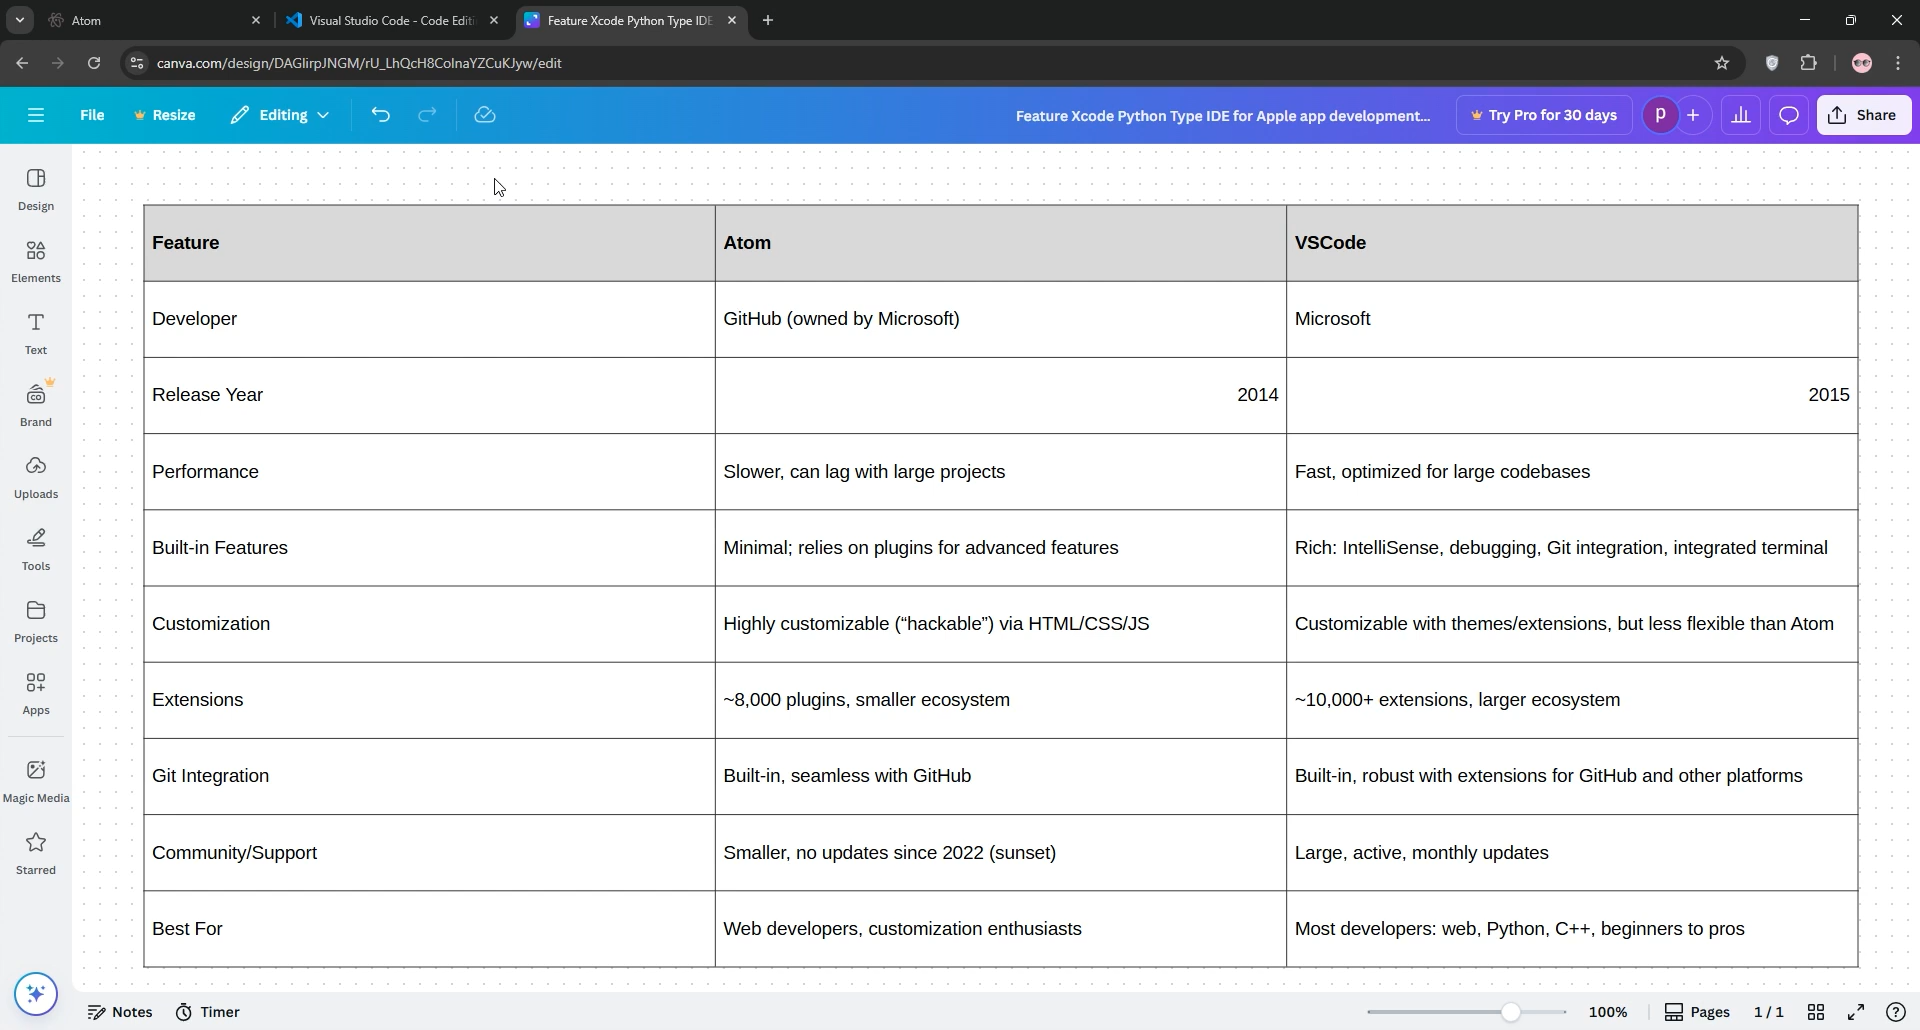 Atom
Visual Studio Code - Code Editi
Feature Xcode Python Type IDE
canva.com/design/DAGlirpJNGM/rU_LhQcH8ColnaYZCuKJyw/edit
File
Resize
Editing
Feature Xcode Python Type IDE for Apple app development...
Try Pro for 30 days
p
Share
Design
Elements
Text
Brand
Uploads
Tools
Projects
Apps
Magic Media
Starred
Feature Atom VSCode
Developer GitHub (owned by Microsoft) Microsoft
Release Year 2014 2015
Performance Slower, can lag with large projects Fast, optimized for large codebases
Built-in Features Minimal; relies on plugins for advanced features Rich: IntelliSense, debugging, Git integration, integrated terminal
Customization Highly customizable (“hackable”) via HTML/CSS/JS Customizable with themes/extensions, but less flexible than Atom
Extensions ~8,000 plugins, smaller ecosystem ~10,000+ extensions, larger ecosystem
Git Integration Built-in, seamless with GitHub Built-in, robust with extensions for GitHub and other platforms
Community/Support Smaller, no updates since 2022 (sunset) Large, active, monthly updates
Best For Web developers, customization enthusiasts Most developers: web, Python, C++, beginners to pros
Notes
Timer
100%
Pages
1 / 1